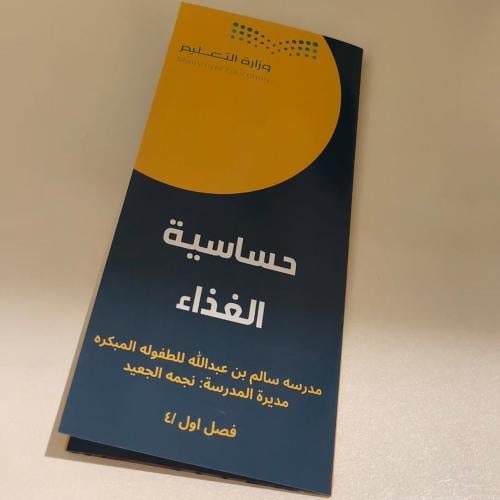 وزارة التعليم
Ministry of Education
حساسية
الغذاء
مدرسه سالم بن عبدالله للطفوله المبكره
مديرة المدرسة: نجمه الجعيد
فصل اول /٤